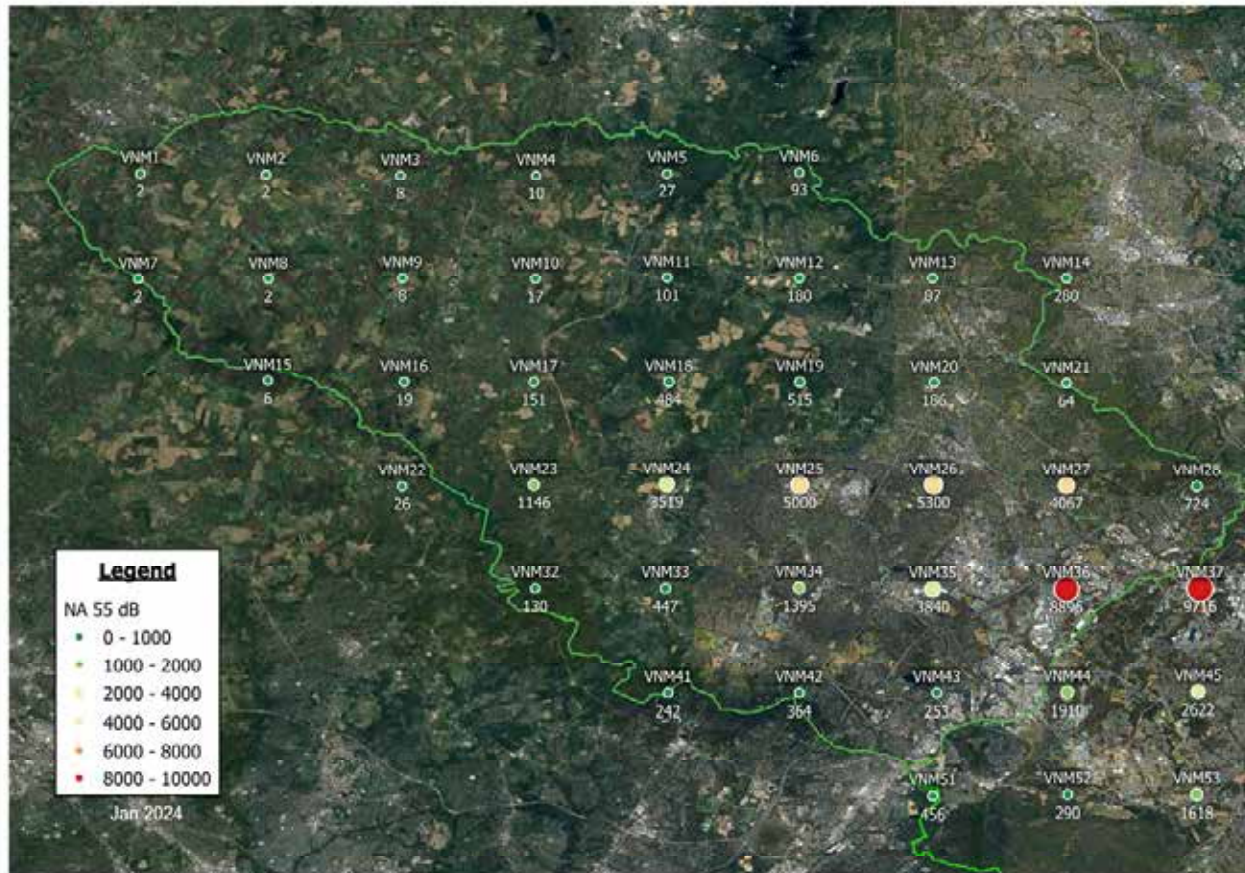 VNM1 VNM2 VNM3 VNM4 VNM5 VNM6
2 2 8 10 27 93
VNM7 VNM8 VNM9 VNM10 VNM11 VNM12 VNM13 VNM14
2 2 8 17 101 180 87 280
VNM15 VNM16 VNM17 VNM18 VNM19 VNM20 VNM21
6 19 151 484 515 186 64
VNM22 VNM23 VNM24 VNM25 VNM26 VNM27 VNM28
26 1146 3519 5000 5300 4067 724
VNM32 VNM33 VNM34 VNM35 VNM36 VNM37
130 447 1395 3840 8896 9716
VNM41 VNM42 VNM43 VNM44 VNM45
242 364 253 1910 2622
VNM51 VNM52 VNM53
456 290 1618
Legend
NA 55 dB
0 - 1000
1000 - 2000
2000 - 4000
4000 - 6000
6000 - 8000
8000 - 10000
Jan 2024